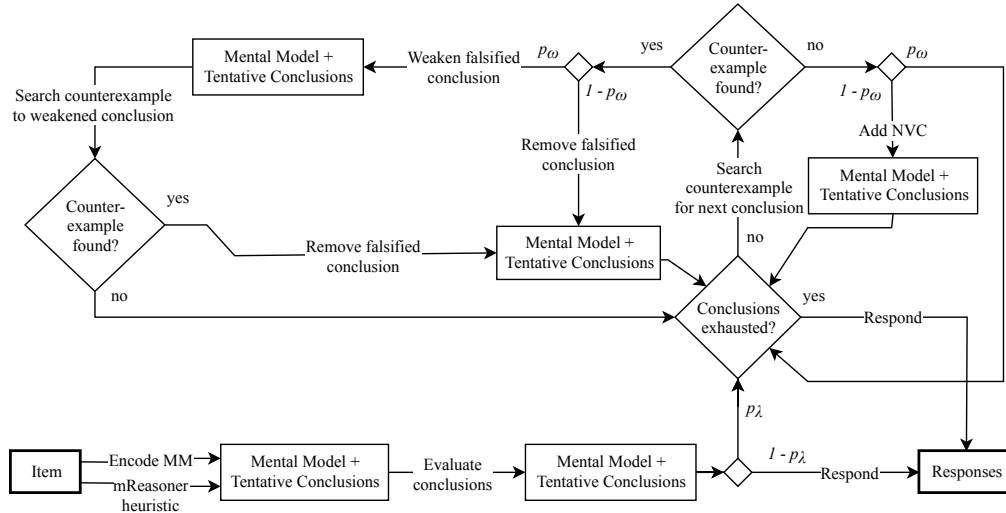 Mental Model +
Tentative Conclusions
Weaken falsified
conclusion
pω
1 - pω
yes
Counter-
example
found?
no
pω
1 - pω
Search counterexample
to weakened conclusion
Add NVC
Mental Model +
Tentative Conclusions
Remove falsified
conclusion
Search
counterexample
for next conclusion
no
Counter-
example
found?
yes
no
Remove falsified
conclusion
Mental Model +
Tentative Conclusions
Conclusions
exhausted?
yes
Respond
pλ
Item
Encode MM
mReasoner
heuristic
Mental Model +
Tentative Conclusions
Evaluate
conclusions
Mental Model +
Tentative Conclusions
1 - pλ
Respond
Responses